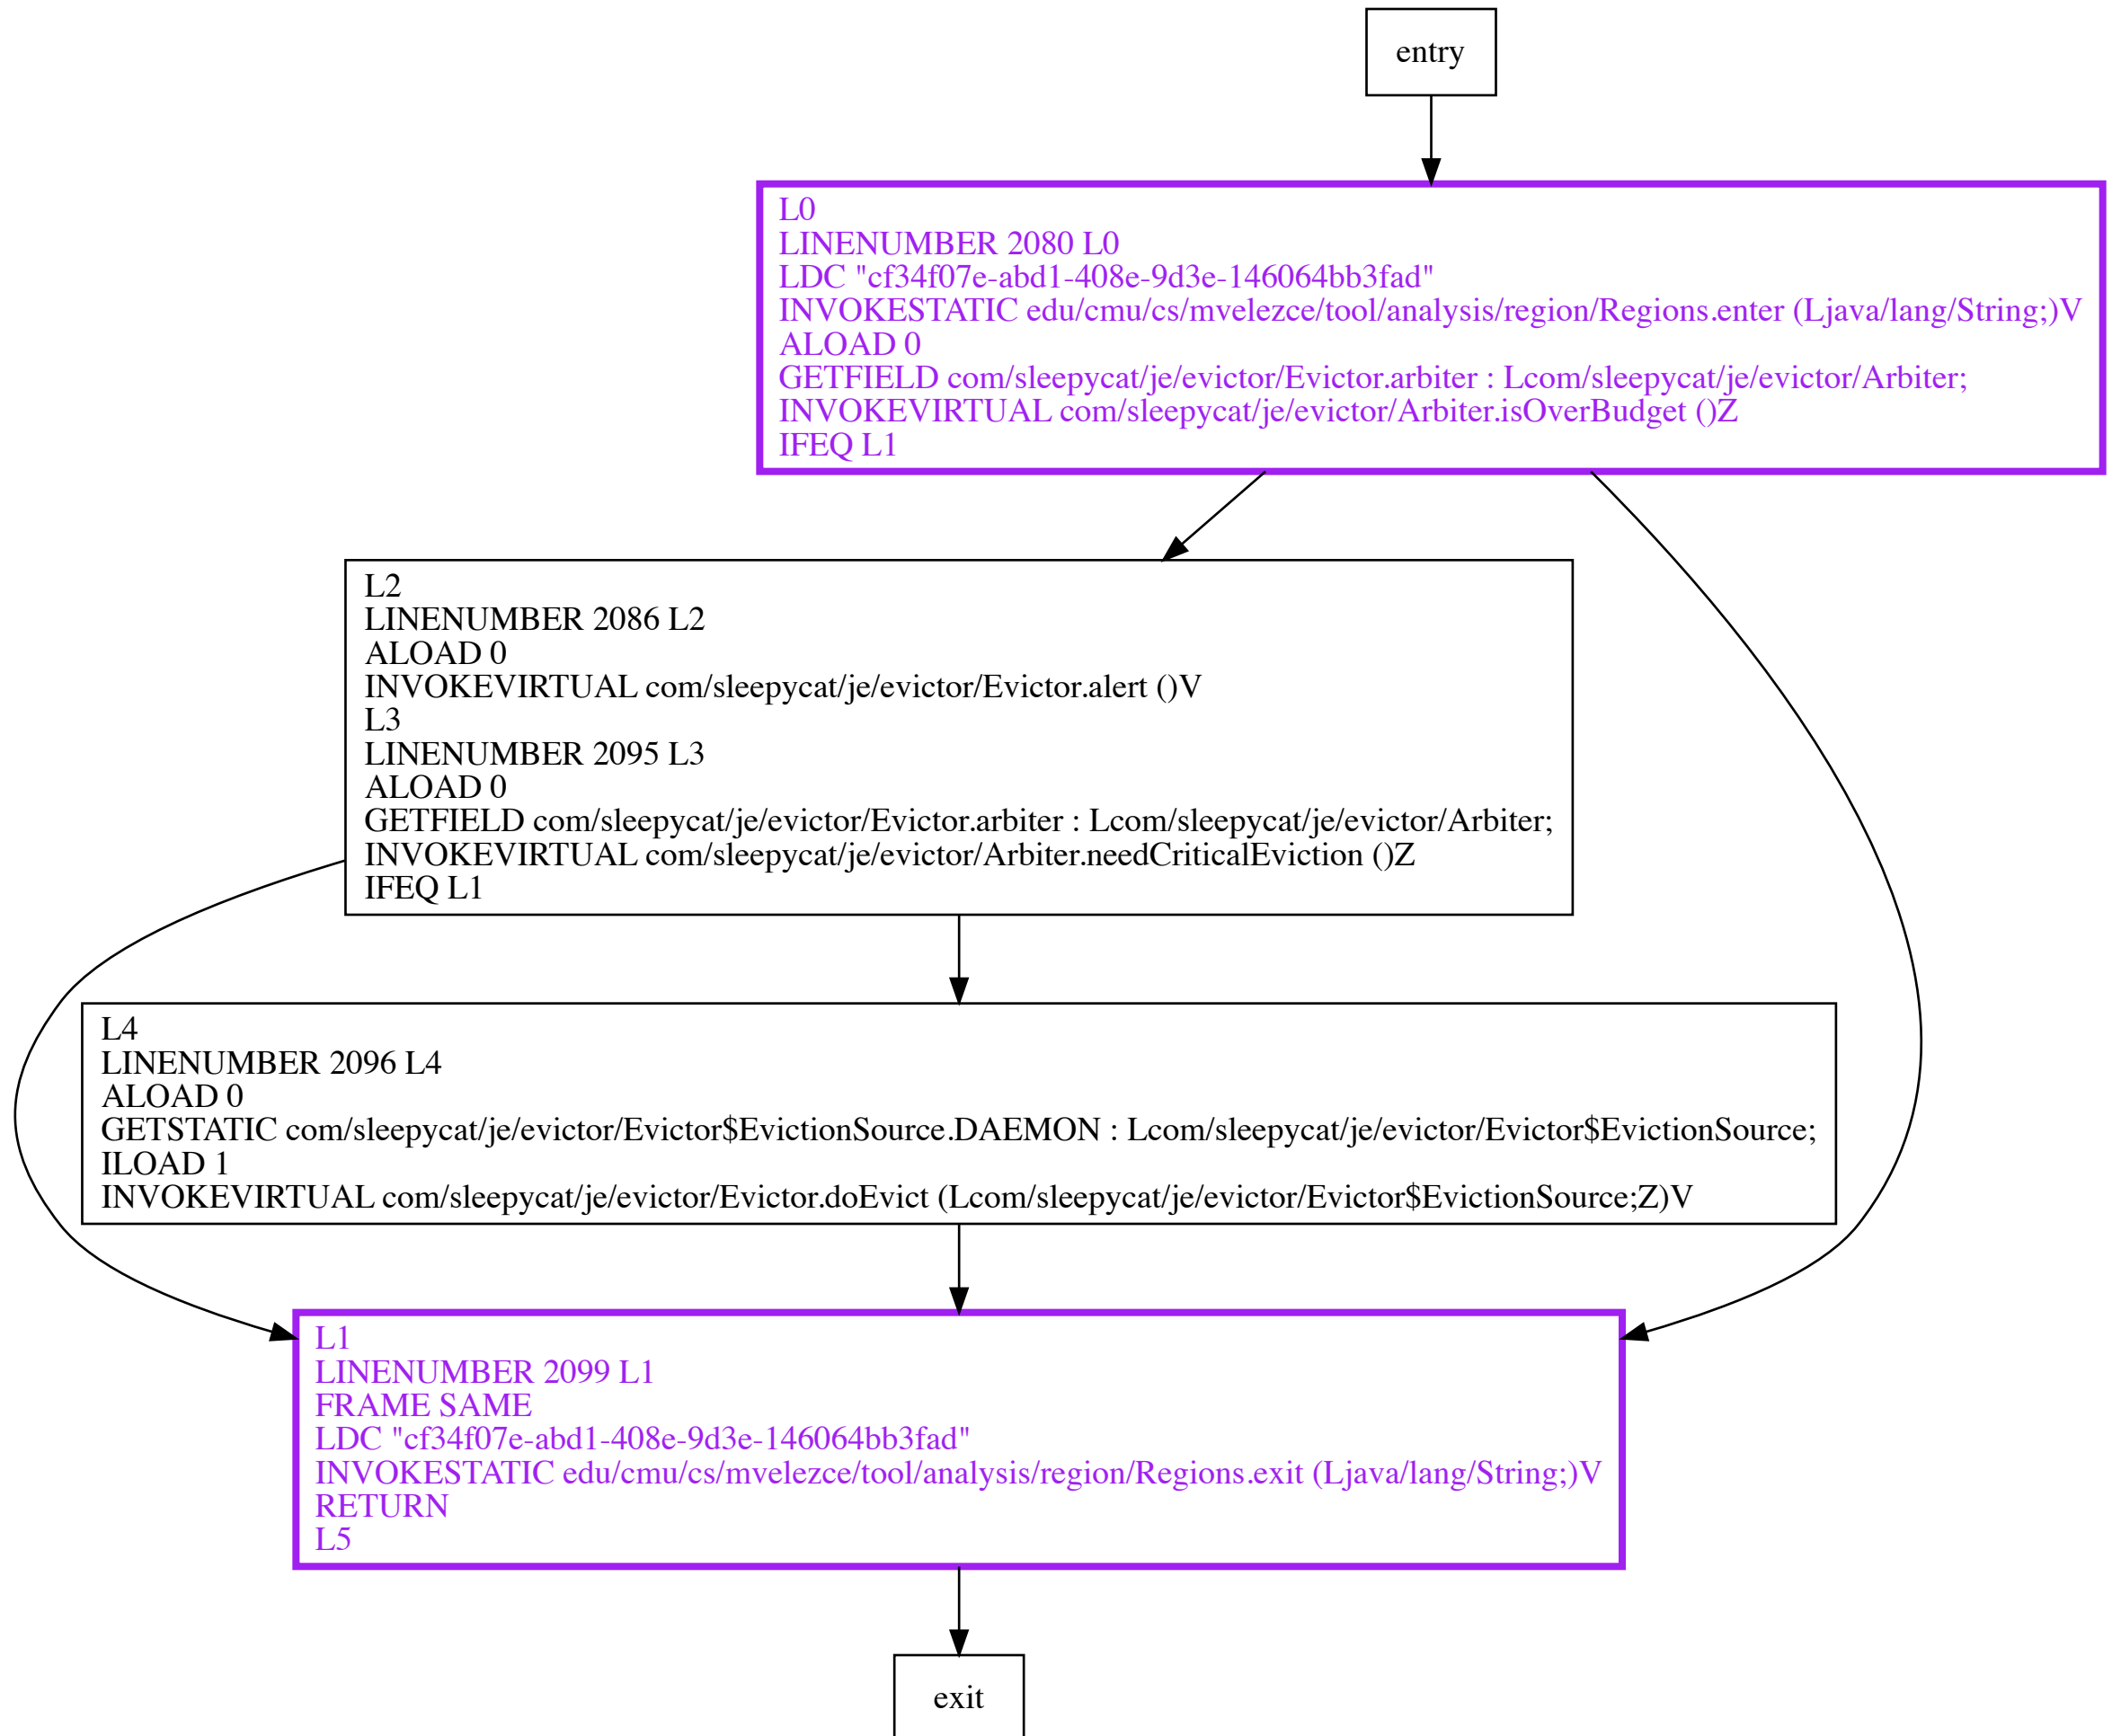 entry
L0
LINENUMBER 2080 L0
LDC "cf34f07e-abd1-408e-9d3e-146064bb3fad"
INVOKESTATIC edu/cmu/cs/mvelezce/tool/analysis/region/Regions.enter (Ljava/lang/String;)V
ALOAD 0
GETFIELD com/sleepycat/je/evictor/Evictor.arbiter : Lcom/sleepycat/je/evictor/Arbiter;
INVOKEVIRTUAL com/sleepycat/je/evictor/Arbiter.isOverBudget ()Z
IFEQ L1
L2
LINENUMBER 2086 L2
ALOAD 0
INVOKEVIRTUAL com/sleepycat/je/evictor/Evictor.alert ()V
L3
LINENUMBER 2095 L3
ALOAD 0
GETFIELD com/sleepycat/je/evictor/Evictor.arbiter : Lcom/sleepycat/je/evictor/Arbiter;
INVOKEVIRTUAL com/sleepycat/je/evictor/Arbiter.needCriticalEviction ()Z
IFEQ L1
L4
LINENUMBER 2096 L4
ALOAD 0
GETSTATIC com/sleepycat/je/evictor/Evictor$EvictionSource.DAEMON : Lcom/sleepycat/je/evictor/Evictor$EvictionSource;
ILOAD 1
INVOKEVIRTUAL com/sleepycat/je/evictor/Evictor.doEvict (Lcom/sleepycat/je/evictor/Evictor$EvictionSource;Z)V
L1
LINENUMBER 2099 L1
FRAME SAME
LDC "cf34f07e-abd1-408e-9d3e-146064bb3fad"
INVOKESTATIC edu/cmu/cs/mvelezce/tool/analysis/region/Regions.exit (Ljava/lang/String;)V
RETURN
L5
exit